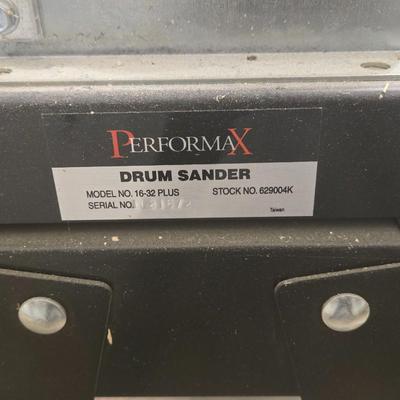 PERFORMAX
DRUM SANDER
MODEL NO. 16-32 PLUS STOCK NO. 629004K
SERIAL NO.
Taiwan